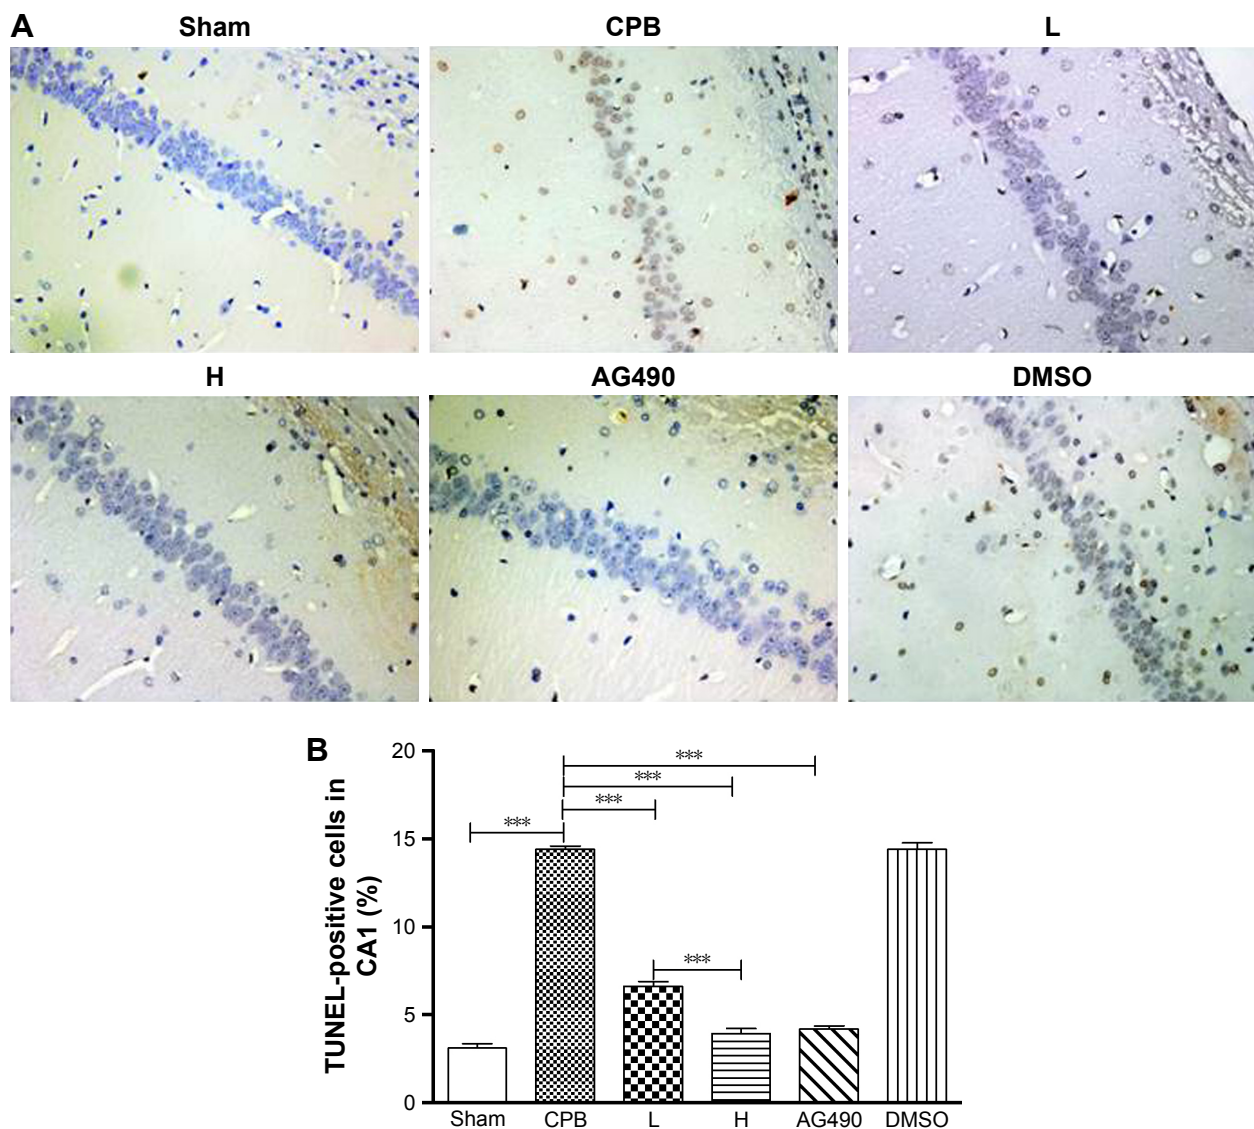 A
Sham CPB L
H AG490 DMSO
B
TUNEL-positive cells in
CA1 (%)
20
15
10
5
0
***
***
***
***
***
Sham CPB L H AG490 DMSO